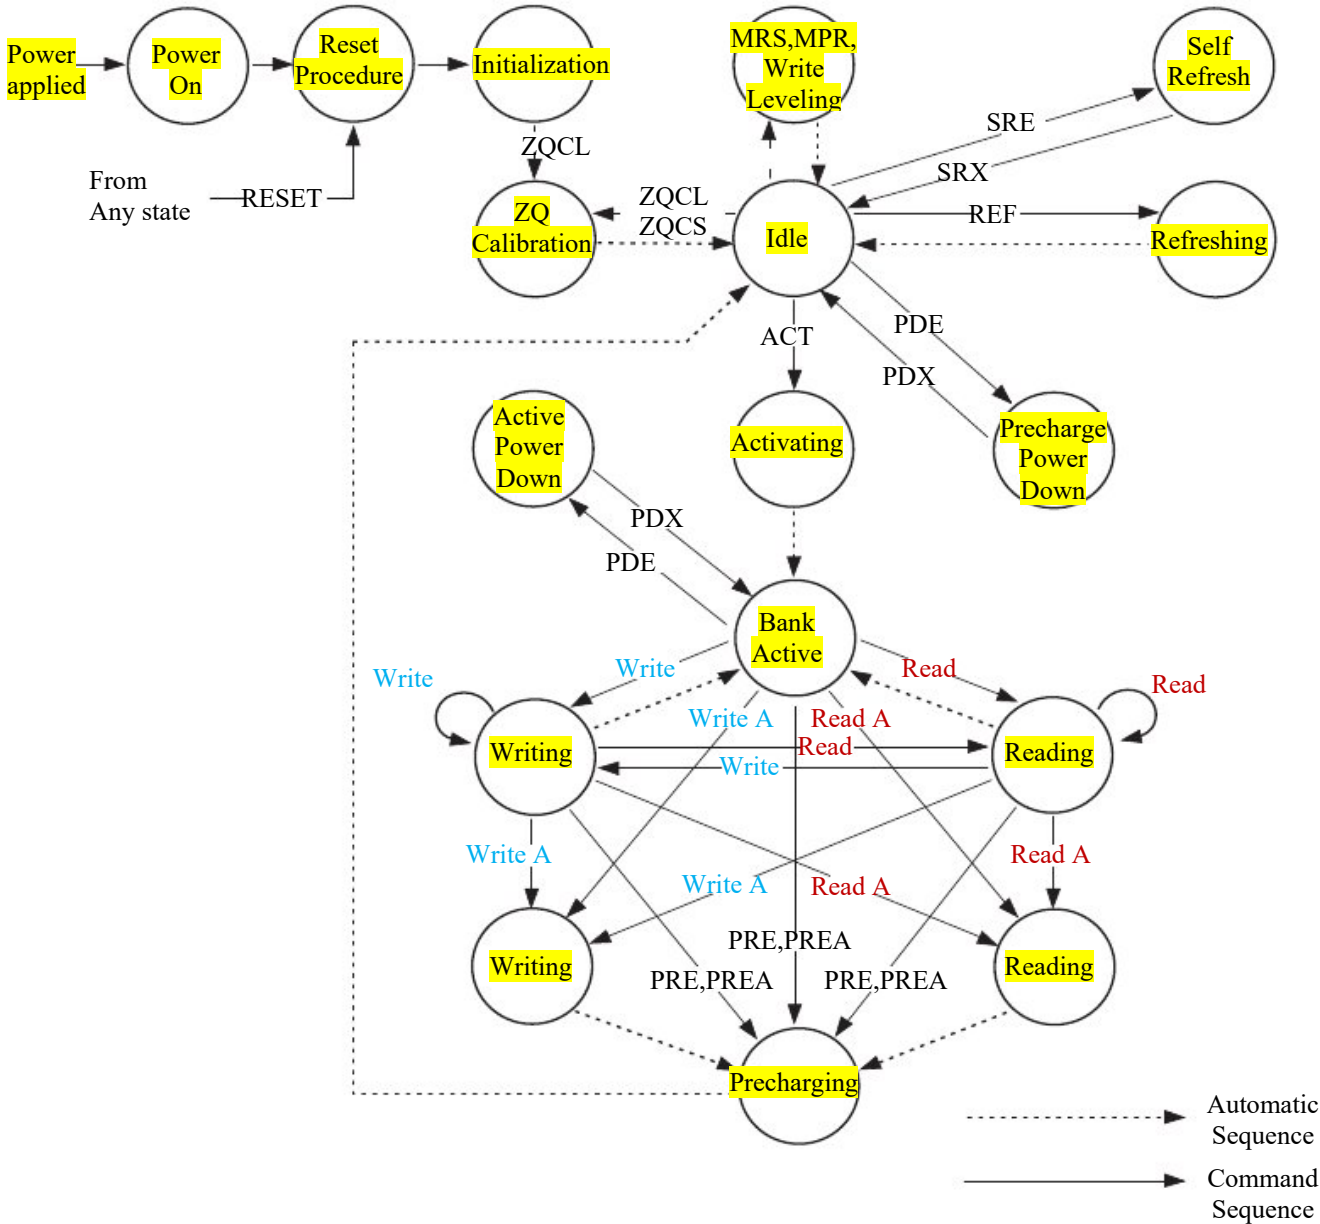 Power
applied
Power
On
Reset
Procedure
Initialization
MRS,MPR,
Write
Leveling
Self
Refresh
From
Any state
RESET
ZQCL
ZQ
Calibration
ZQCL
ZQCS
Idle
SRE
SRX
REF
Refreshing
ACT
PDE
PDX
Active
Power
Down
Activating
Precharge
Power
Down
PDX
PDE
Bank
Active
Write
Write
Read
Read
Write A
Read A
Writing
Read
Write
Reading
Write A
Write A
Read A
Read A
Writing
PRE,PREA
PRE,PREA
PRE,PREA
Reading
Precharging
Automatic
Sequence
Command
Sequence